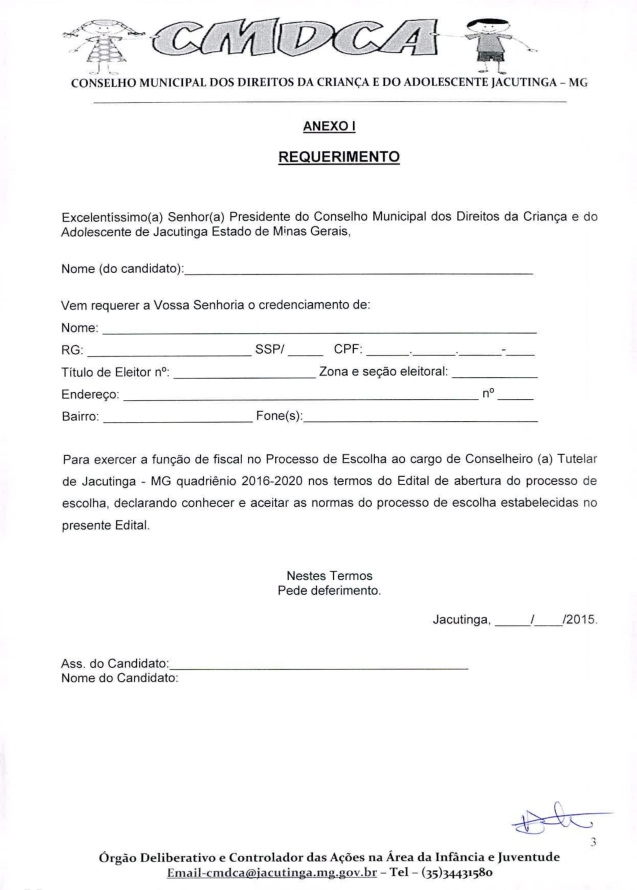 CMDCA
CONSELHO MUNICIPAL DOS DIREITOS DA CRIANÇA E DO ADOLESCENTE JACUTINGA – MG
ANEXO I
REQUERIMENTO
Excelentíssimo(a) Senhor(a) Presidente do Conselho Municipal dos Direitos da Criança e do
Adolescente de Jacutinga Estado de Minas Gerais,
Nome (do candidato):
Vem requerer a Vossa Senhoria o credenciamento de:
Nome:
RG: SSP/ CPF: . . -
Título de Eleitor nº: Zona e seção eleitoral:
Endereço: nº
Bairro: Fone(s):
Para exercer a função de fiscal no Processo de Escolha ao cargo de Conselheiro (a) Tutelar
de Jacutinga - MG quadriênio 2016-2020 nos termos do Edital de abertura do processo de
escolha, declarando conhecer e aceitar as normas do processo de escolha estabelecidas no
presente Edital.
Nestes Termos
Pede deferimento.
Jacutinga, / /2015.
Ass. do Candidato:
Nome do Candidato:
3
Órgão Deliberativo e Controlador das Ações na Área da Infância e Juventude
Email-cmdca@jacutinga.mg.gov.br – Tel – (35)34431580